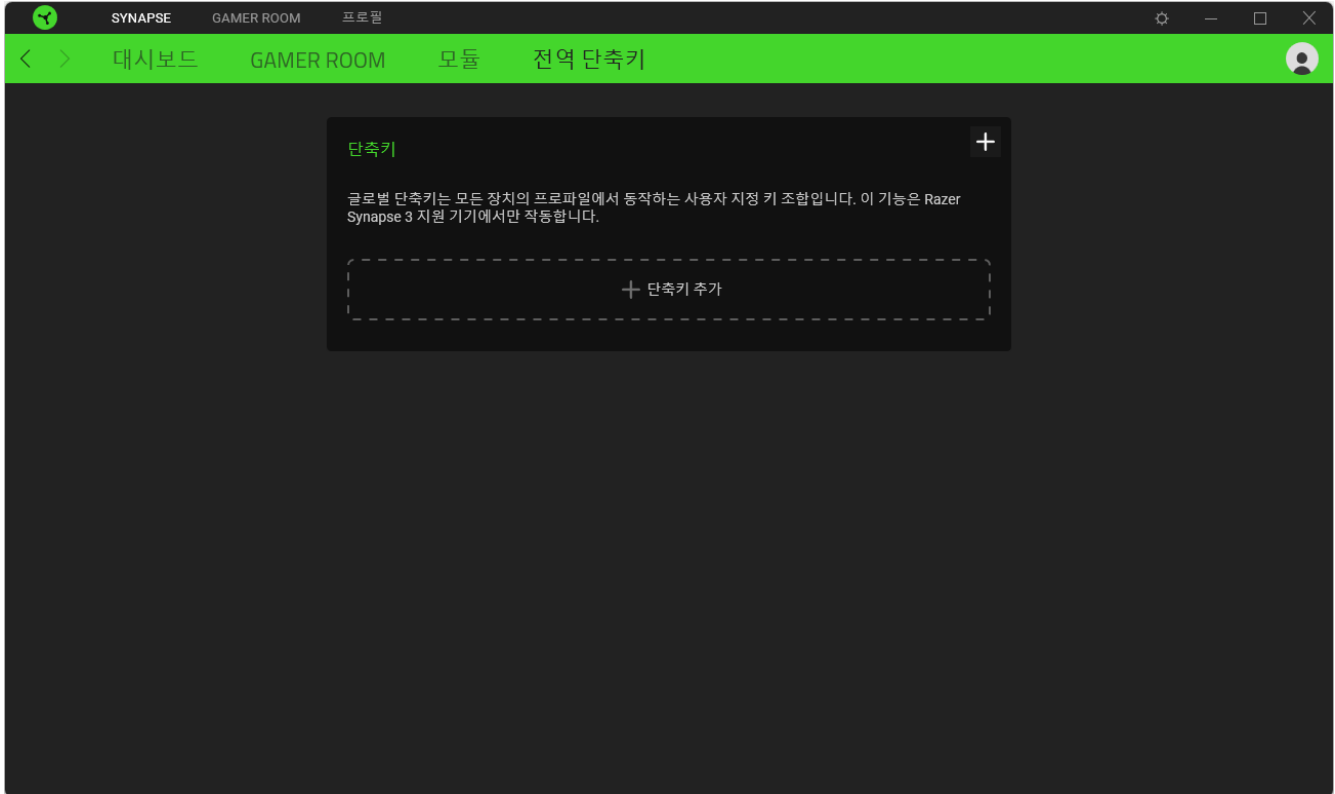 SYNAPSE GAMER ROOM 프로필
대시보드 GAMER ROOM 모듈 전역 단축키
단축키
글로벌 단축키는 모든 장치의 프로파일에서 동작하는 사용자 지정 키 조합입니다. 이 기능은 Razer
Synapse 3 지원 기기에서만 작동합니다.
단축키 추가